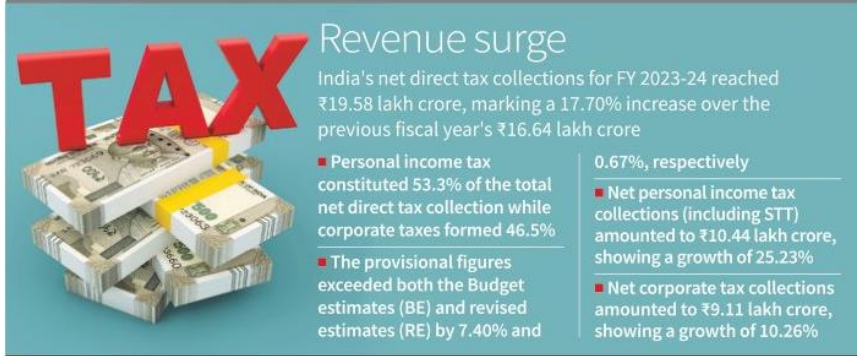 TAX
Revenue surge
India's net direct tax collections for FY 2023-24 reached
₹19.58 lakh crore, marking a 17.70% increase over the
previous fiscal year's ₹16.64 lakh crore
■ Personal income tax
constituted 53.3% of the total
net direct tax collection while
corporate taxes formed 46.5%
■ The provisional figures
exceeded both the Budget
estimates (BE) and revised
estimates (RE) by 7.40% and
0.67%, respectively
■ Net personal income tax
collections (including STT)
amounted to ₹10.44 lakh crore,
showing a growth of 25.23%
■ Net corporate tax collections
amounted to ₹9.11 lakh crore,
showing a growth of 10.26%